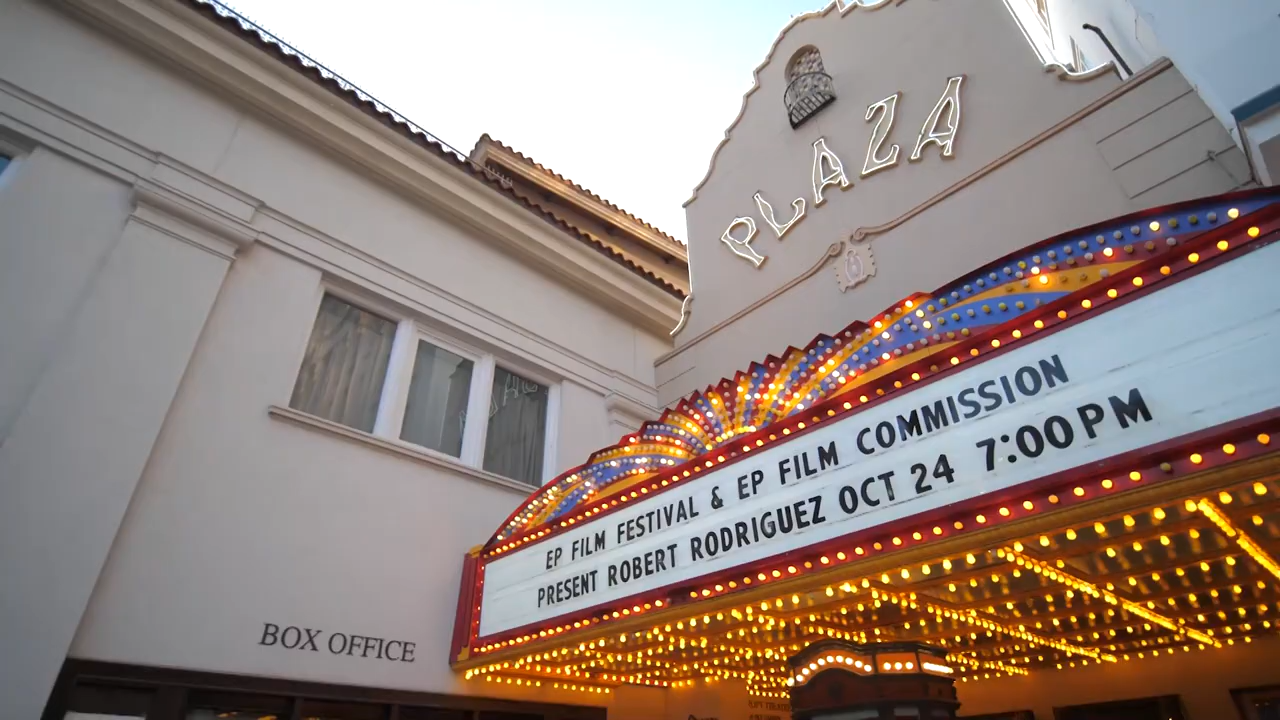 PLAZA
EP FILM FESTIVAL & EP FILM COMMISSION
PRESENT ROBERT RODRIGUEZ OCT 24 7:00PM
BOX OFFICE